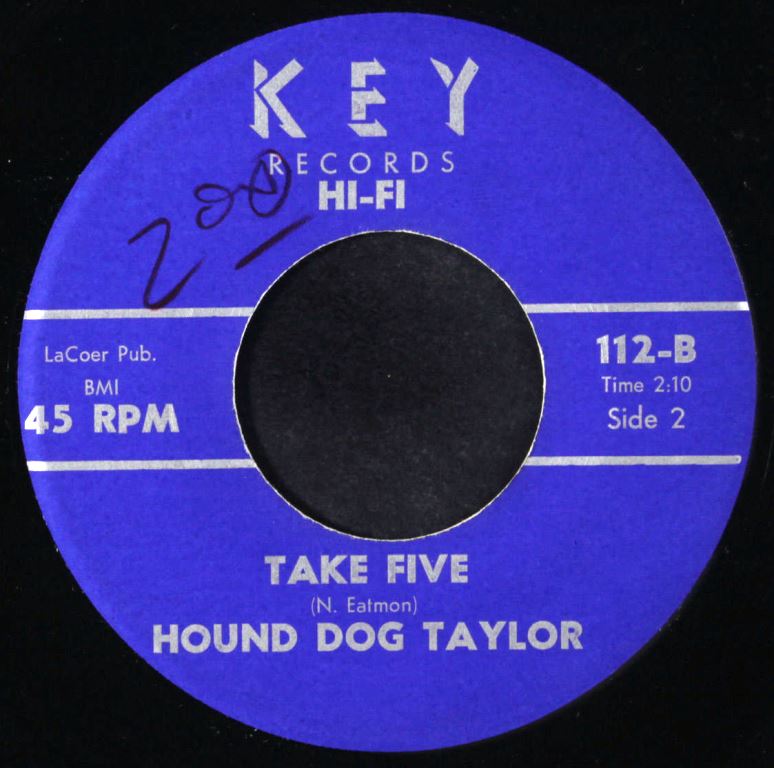 KEY
RECORDS
HI-FI
200
LaCoer Pub.
BMI
45 RPM
112-B
Time 2:10
Side 2
TAKE FIVE
(N. Eatmon)
HOUND DOG TAYLOR